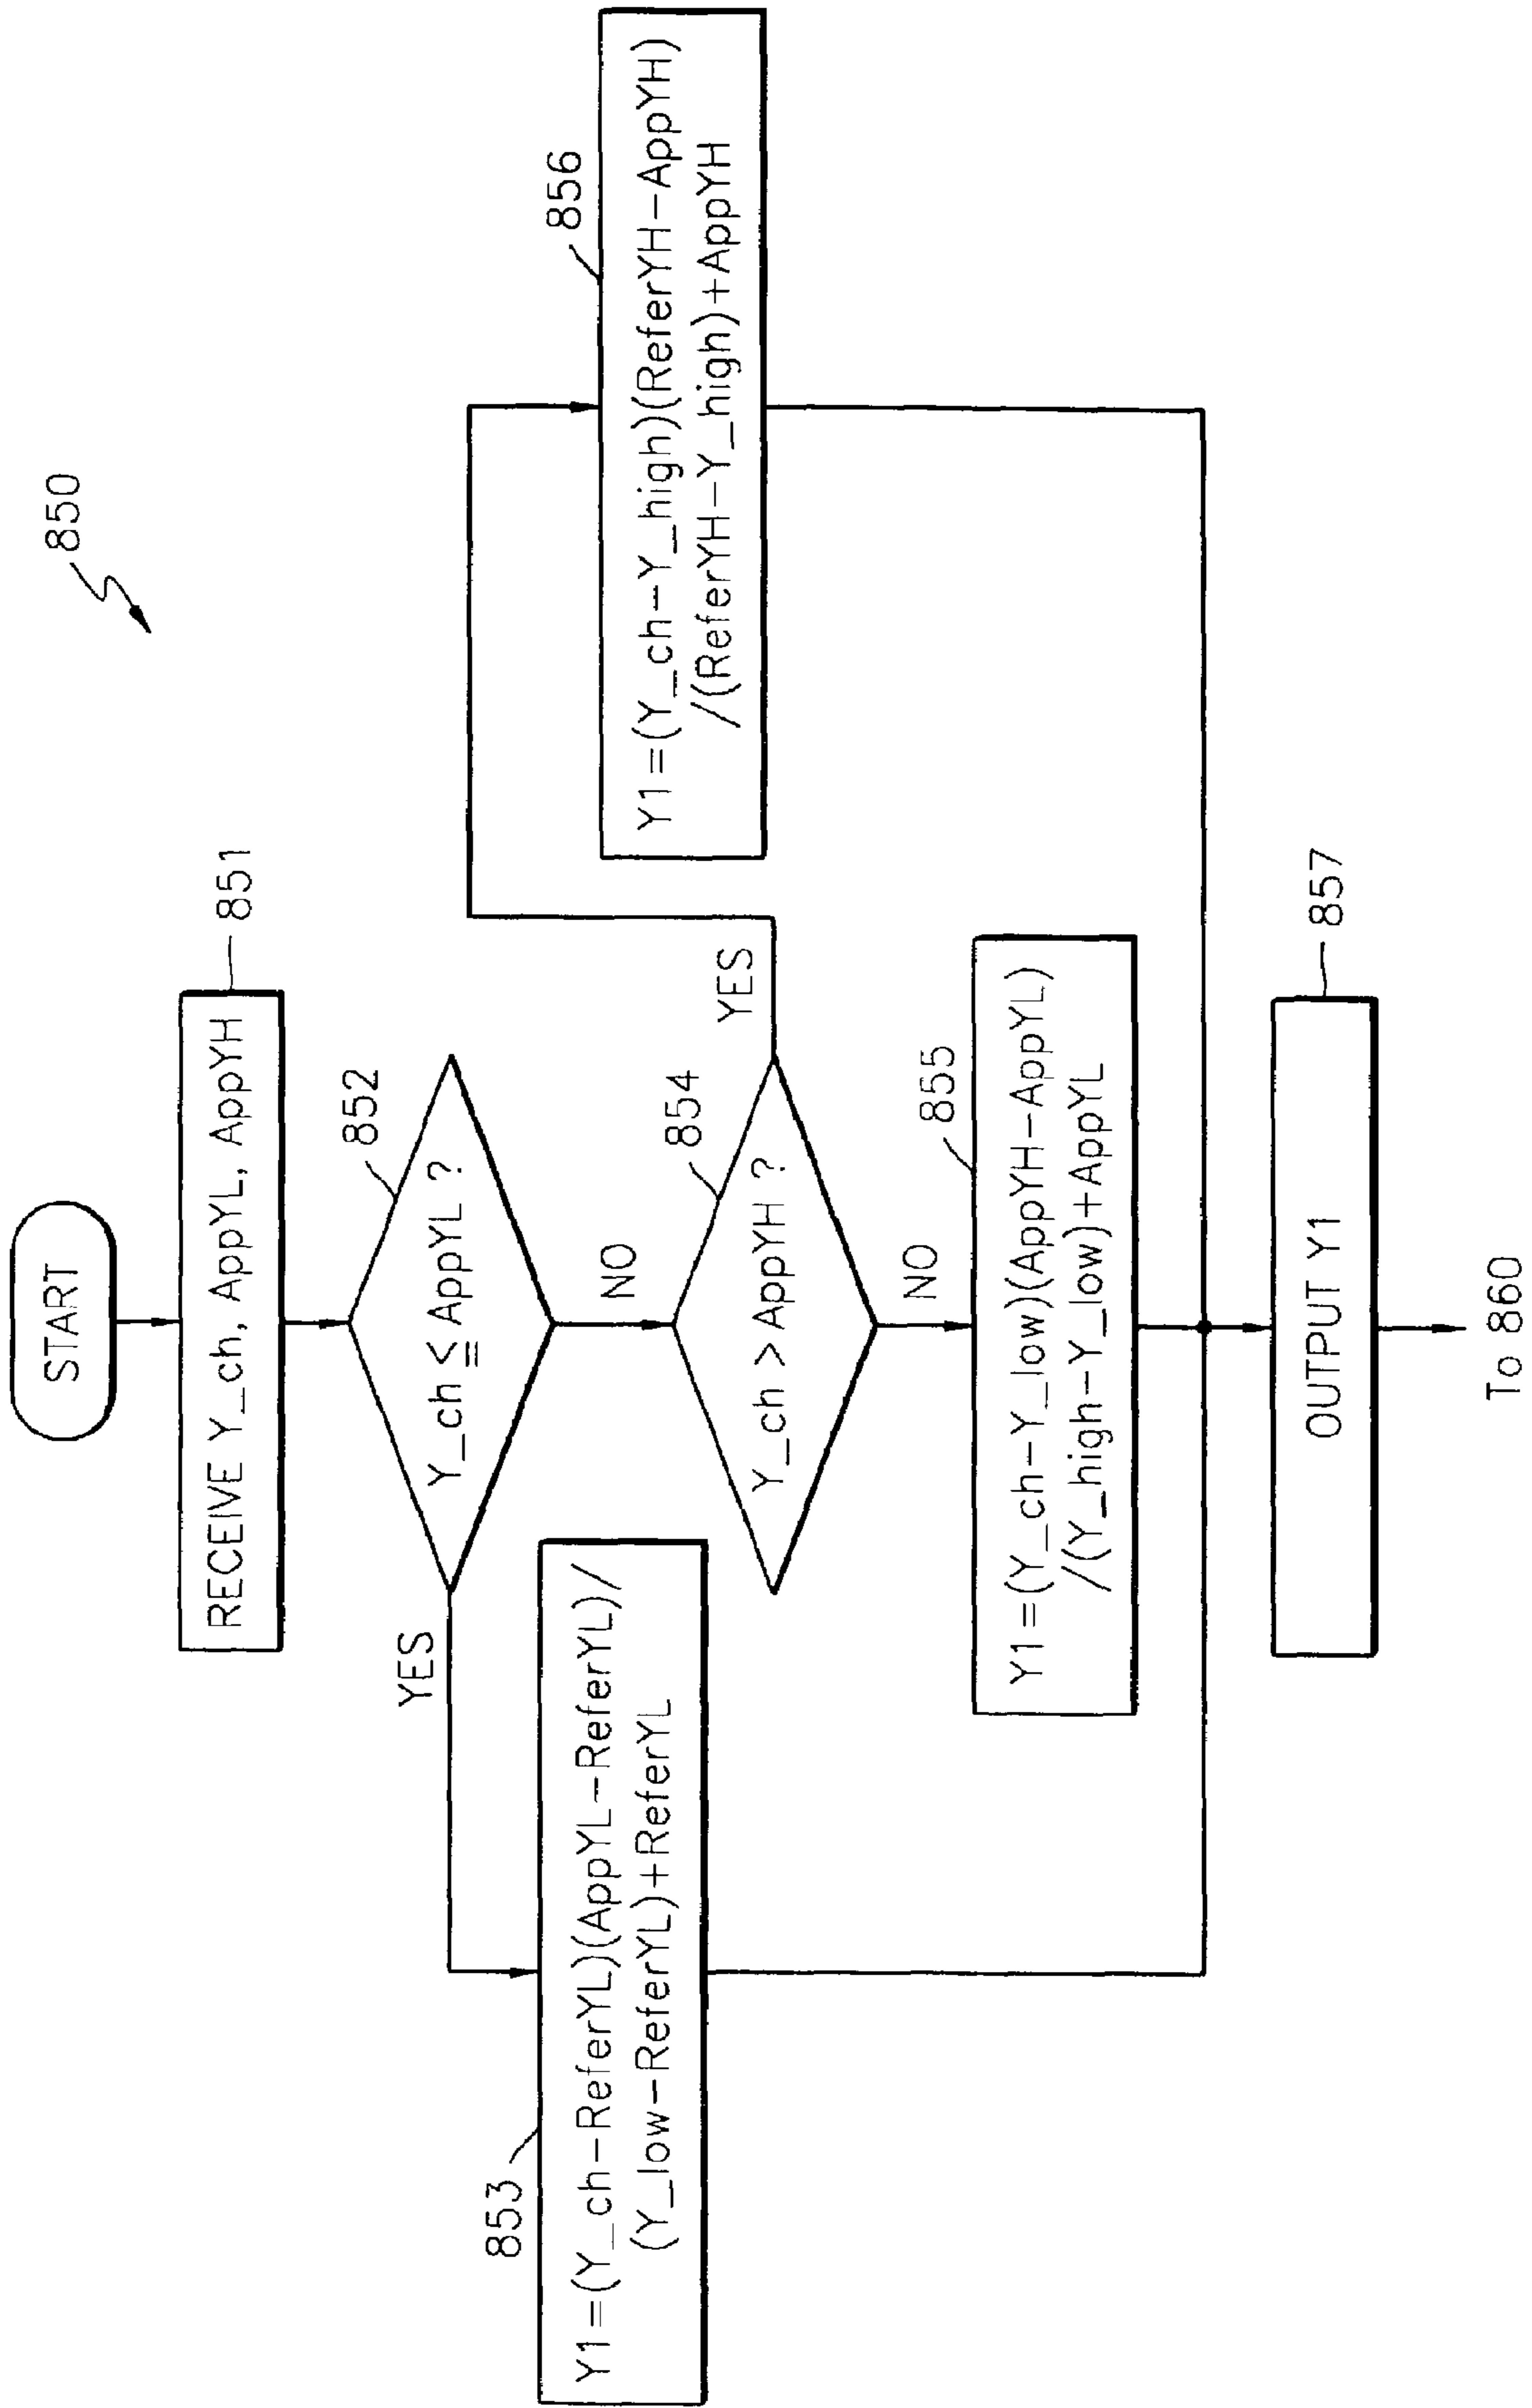 850
START
RECEIVE Y_ch, AppYL, AppYH
851
Y_ch ≦ AppYL ?
852
YES
NO
853
Y1=(Y_ch-ReferYL)(AppYL-ReferYL)/
(Y_low-ReferYL)+ReferYL
Y_ch > AppYH ?
854
YES
NO
856
Y1=(Y_ch-Y_high)(ReferYH-AppYH)
/(ReferYH-Y_high)+AppYH
855
Y1=(Y_ch-Y_low)(AppYH-AppYL)
/(Y_high-Y_low)+AppYL
OUTPUT Y1
857
To 860